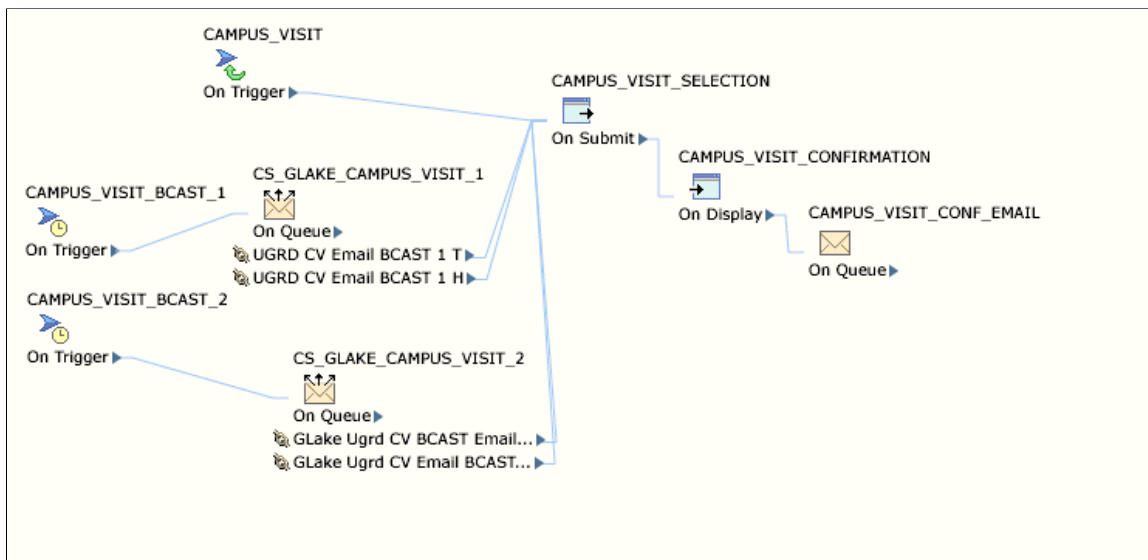 CAMPUS_VISIT
On Trigger
CAMPUS_VISIT_SELECTION
On Submit
CAMPUS_VISIT_CONFIRMATION
On Display
CAMPUS_VISIT_CONF_EMAIL
On Queue
CAMPUS_VISIT_BCAST_1
On Trigger
CS_GLAKE_CAMPUS_VISIT_1
On Queue
UGRD CV Email BCAST 1 T
UGRD CV Email BCAST 1 H
CAMPUS_VISIT_BCAST_2
On Trigger
CS_GLAKE_CAMPUS_VISIT_2
On Queue
GLake Ugrd CV BCAST Email...
GLake Ugrd CV Email BCAST...